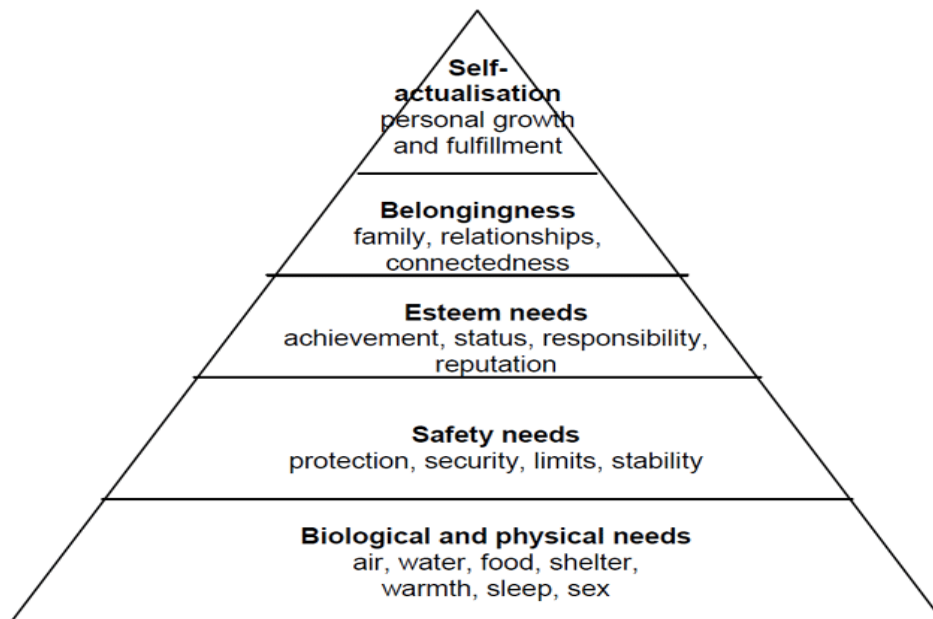 Self-
actualisation
personal growth
and fulfillment
Belongingness
family, relationships,
connectedness
Esteem needs
achievement, status, responsibility,
reputation
Safety needs
protection, security, limits, stability
Biological and physical needs
air, water, food, shelter,
warmth, sleep, sex